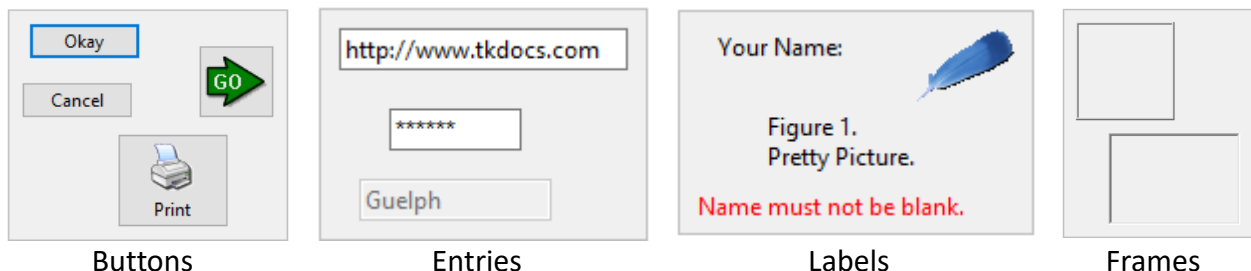 Okay
GO
Cancel
Print
Buttons
http://www.tkdocs.com
******
Guelph
Entries
Your Name:
Figure 1.
Pretty Picture.
Name must not be blank.
Labels
Frames